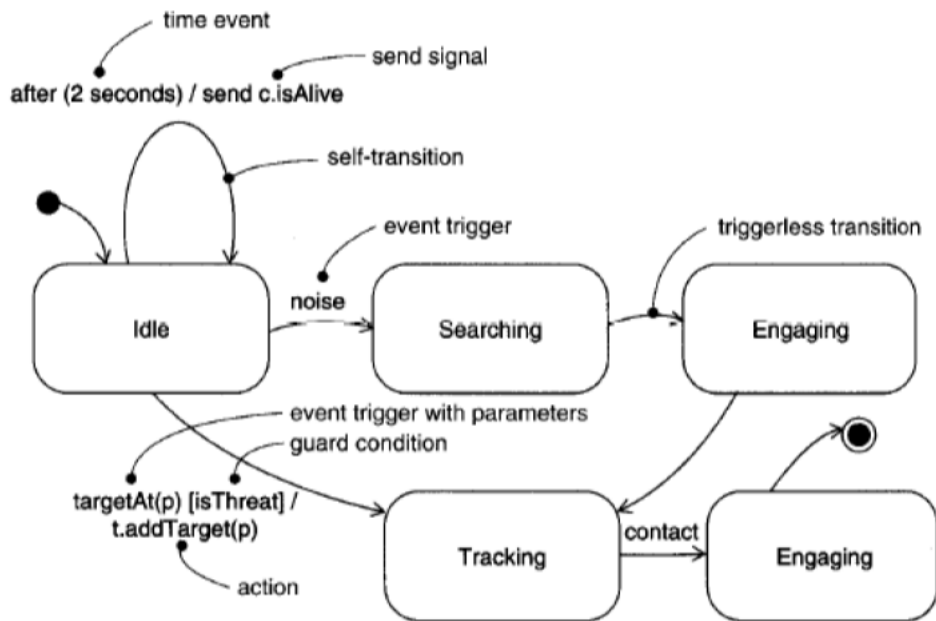 time event
send signal
after (2 seconds) / send c.isAlive
self-transition
event trigger
triggerless transition
noise
Idle
Searching
Engaging
event trigger with parameters
guard condition
targetAt(p) [isThreat] /
t.addTarget(p)
contact
Tracking
Engaging
action